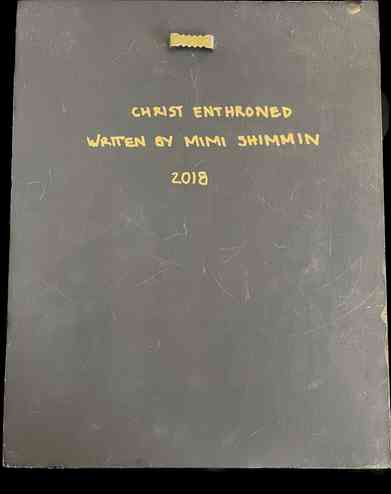 CHRIST ENTHRONED
WRITTEN BY MIMI SHIMMIN
2018